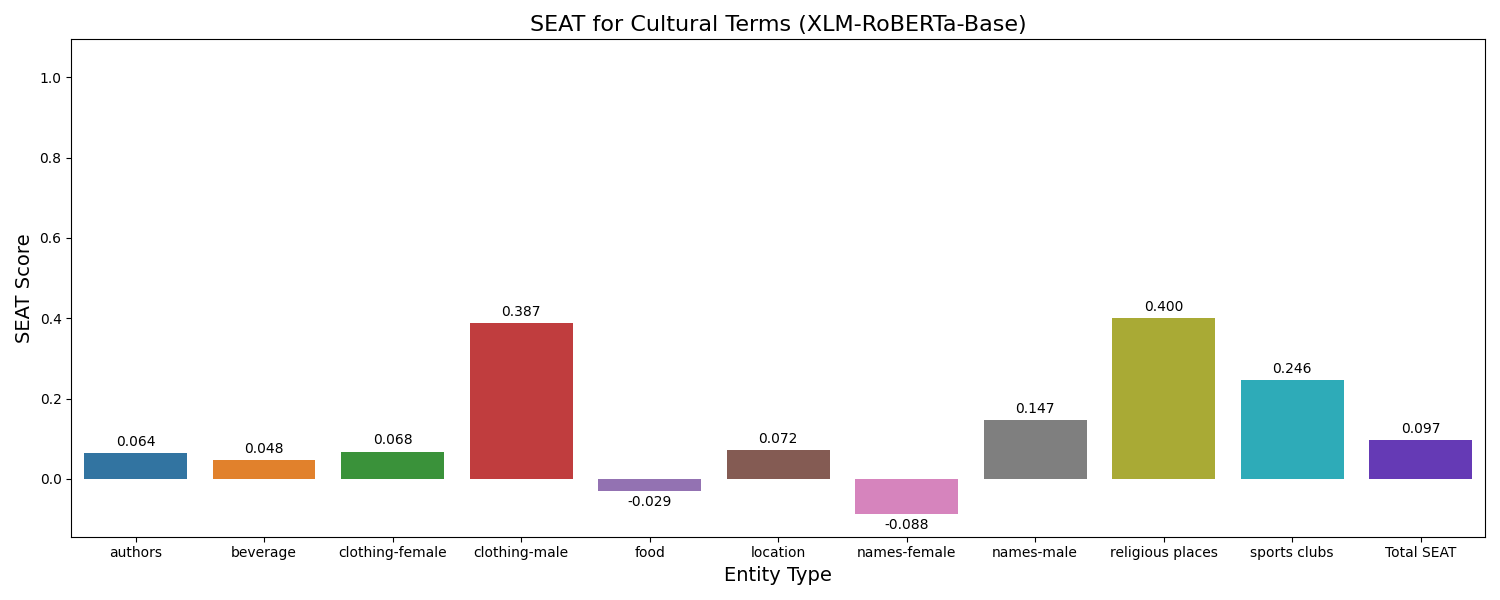 SEAT for Cultural Terms (XLM-RoBERTa-Base)
SEAT Score
1.0
0.8
0.6
0.4
0.2
0.0
0.064
0.048
0.068
0.387
-0.029
0.072
-0.088
0.147
0.400
0.246
0.097
authors
beverage
clothing-female
clothing-male
food
location
names-female
names-male
religious places
sports clubs
Total SEAT
Entity Type